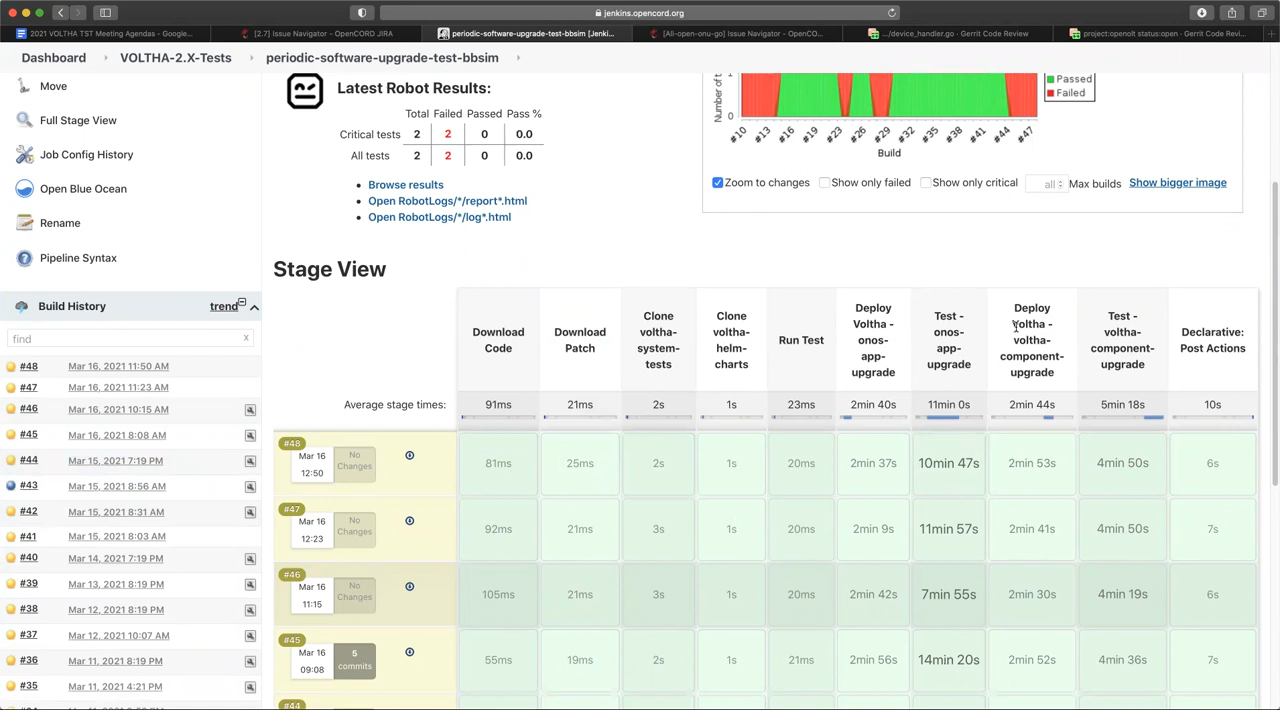 jenkins.opencord.org
2021 VOLTHA TST Meeting Agendas - Google...
[2.7] Issue Navigator - OpenCORD JIRA
periodic-software-upgrade-test-bbsim [Jenki...
[All-open-onu-go] Issue Navigator - OpenCO...
.../device_handler.go · Gerrit Code Review
project:openolt status:open · Gerrit Code Revi...
Dashboard
VOLTHA-2.X-Tests
periodic-software-upgrade-test-bbsim
Move
Full Stage View
Job Config History
Open Blue Ocean
Rename
Pipeline Syntax
Build History
trend
find
x
#48 Mar 16, 2021 11:50 AM
#47 Mar 16, 2021 11:23 AM
#46 Mar 16, 2021 10:15 AM
#45 Mar 16, 2021 8:08 AM
#44 Mar 15, 2021 7:19 PM
#43 Mar 15, 2021 8:56 AM
#42 Mar 15, 2021 8:31 AM
#41 Mar 15, 2021 8:03 AM
#40 Mar 14, 2021 7:19 PM
#39 Mar 13, 2021 8:19 PM
#38 Mar 12, 2021 8:19 PM
#37 Mar 12, 2021 10:07 AM
#36 Mar 11, 2021 8:19 PM
#35 Mar 11, 2021 4:21 PM
Latest Robot Results:
Total Failed Passed Pass %
Critical tests 2 2 0 0.0
All tests 2 2 0 0.0
Browse results
Open RobotLogs/*/report*.html
Open RobotLogs/*/log*.html
Number of t
1
0
#10 #13 #16 #19 #23 #26 #29 #32 #35 #38 #41 #44 #47
Build
Passed
Failed
Zoom to changes Show only failed Show only critical all Max builds Show bigger image
Stage View
Download Code
Download Patch
Clone voltha-system-tests
Clone voltha-helm-charts
Run Test
Deploy Voltha - onos-app-upgrade
Test - onos-app-upgrade
Deploy Voltha - voltha-component-upgrade
Test - voltha-component-upgrade
Declarative: Post Actions
Average stage times: 91ms 21ms 2s 1s 23ms 2min 40s 11min 0s 2min 44s 5min 18s 10s
#48
Mar 16
12:50
No Changes
81ms 25ms 2s 1s 20ms 2min 37s 10min 47s 2min 53s 4min 50s 6s
#47
Mar 16
12:23
No Changes
92ms 21ms 3s 1s 20ms 2min 9s 11min 57s 2min 41s 4min 50s 7s
#46
Mar 16
11:15
No Changes
105ms 21ms 3s 1s 20ms 2min 42s 7min 55s 2min 30s 4min 19s 6s
#45
Mar 16
09:08
5 commits
55ms 19ms 2s 1s 21ms 2min 56s 14min 20s 2min 52s 4min 36s 7s
#44